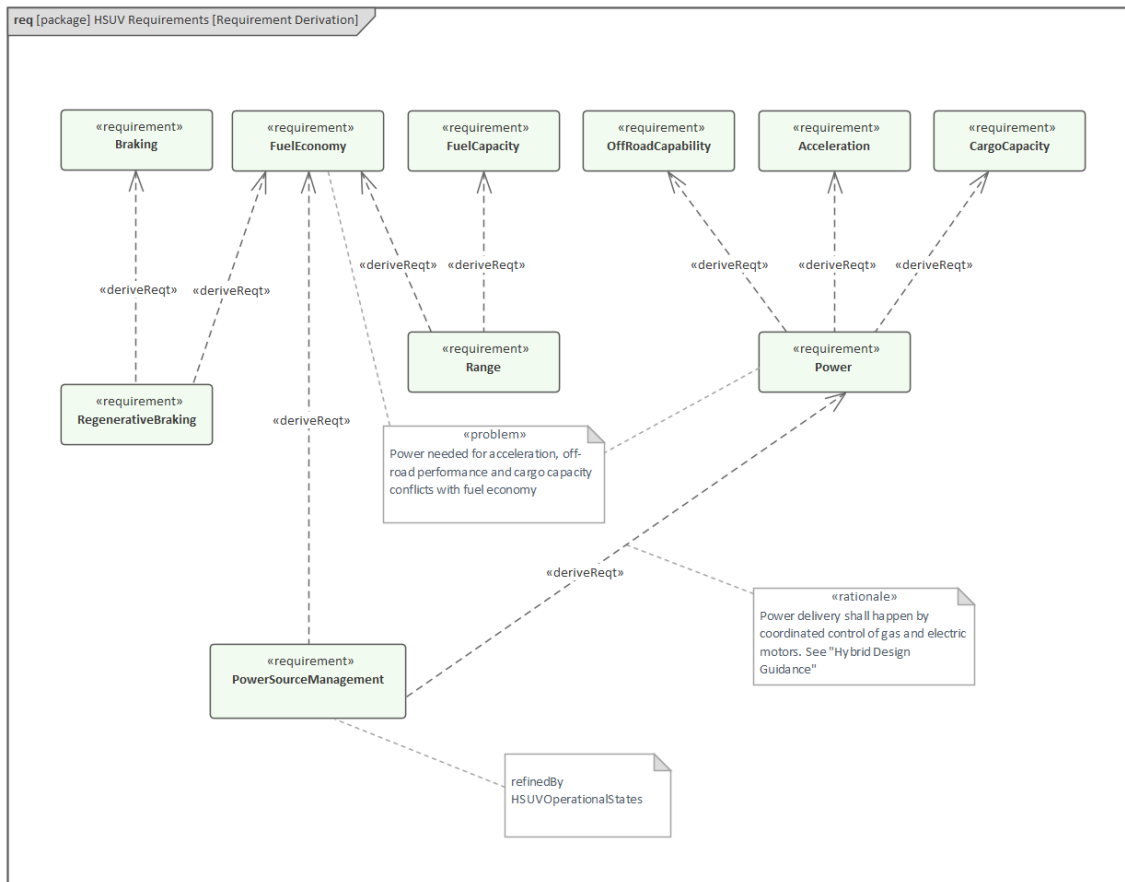 req [package] HSUV Requirements [Requirement Derivation]
«requirement»
Braking
«requirement»
FuelEconomy
«requirement»
FuelCapacity
«requirement»
OffRoadCapability
«requirement»
Acceleration
«requirement»
CargoCapacity
«deriveReqt»
«deriveReqt»
«deriveReqt»
«deriveReqt»
«deriveReqt»
«deriveReqt»
«deriveReqt»
«requirement»
Range
«requirement»
Power
«requirement»
RegenerativeBraking
«deriveReqt»
«problem»
Power needed for acceleration, off-
road performance and cargo capacity
conflicts with fuel economy
«deriveReqt»
«rationale»
Power delivery shall happen by
coordinated control of gas and electric
motors. See "Hybrid Design
Guidance"
«requirement»
PowerSourceManagement
refinedBy
HSUVOperationalStates